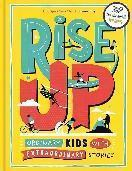 RISE
UP
ORDINARY KIDS WITH
EXTRAORDINARY STORIES